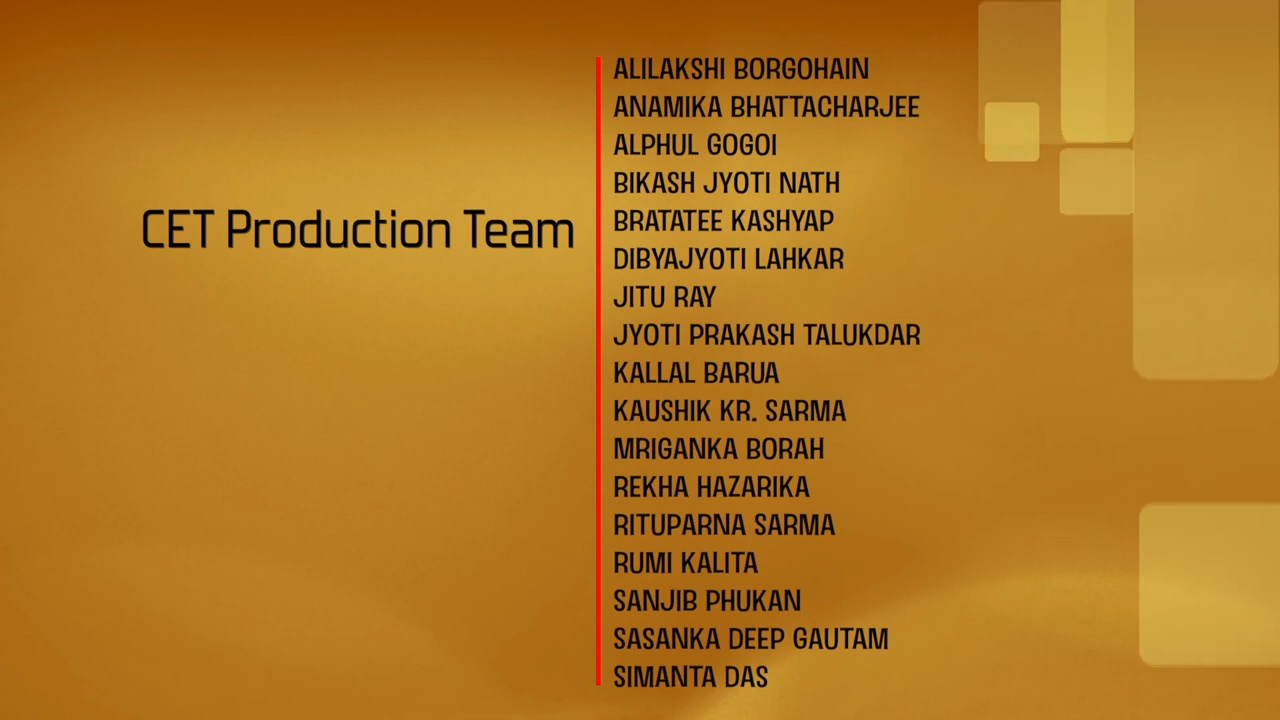 CET Production Team
ALILAKSHI BORGOHAIN
ANAMIKA BHATTACHARJEE
ALPHUL GOGOI
BIKASH JYOTI NATH
BRATATEE KASHYAP
DIBYAJYOTI LAHKAR
JITU RAY
JYOTI PRAKASH TALUKDAR
KALLAL BARUA
KAUSHIK KR. SARMA
MRIGANKA BORAH
REKHA HAZARIKA
RITUPARNA SARMA
RUMI KALITA
SANJIB PHUKAN
SASANKA DEEP GAUTAM
SIMANTA DAS